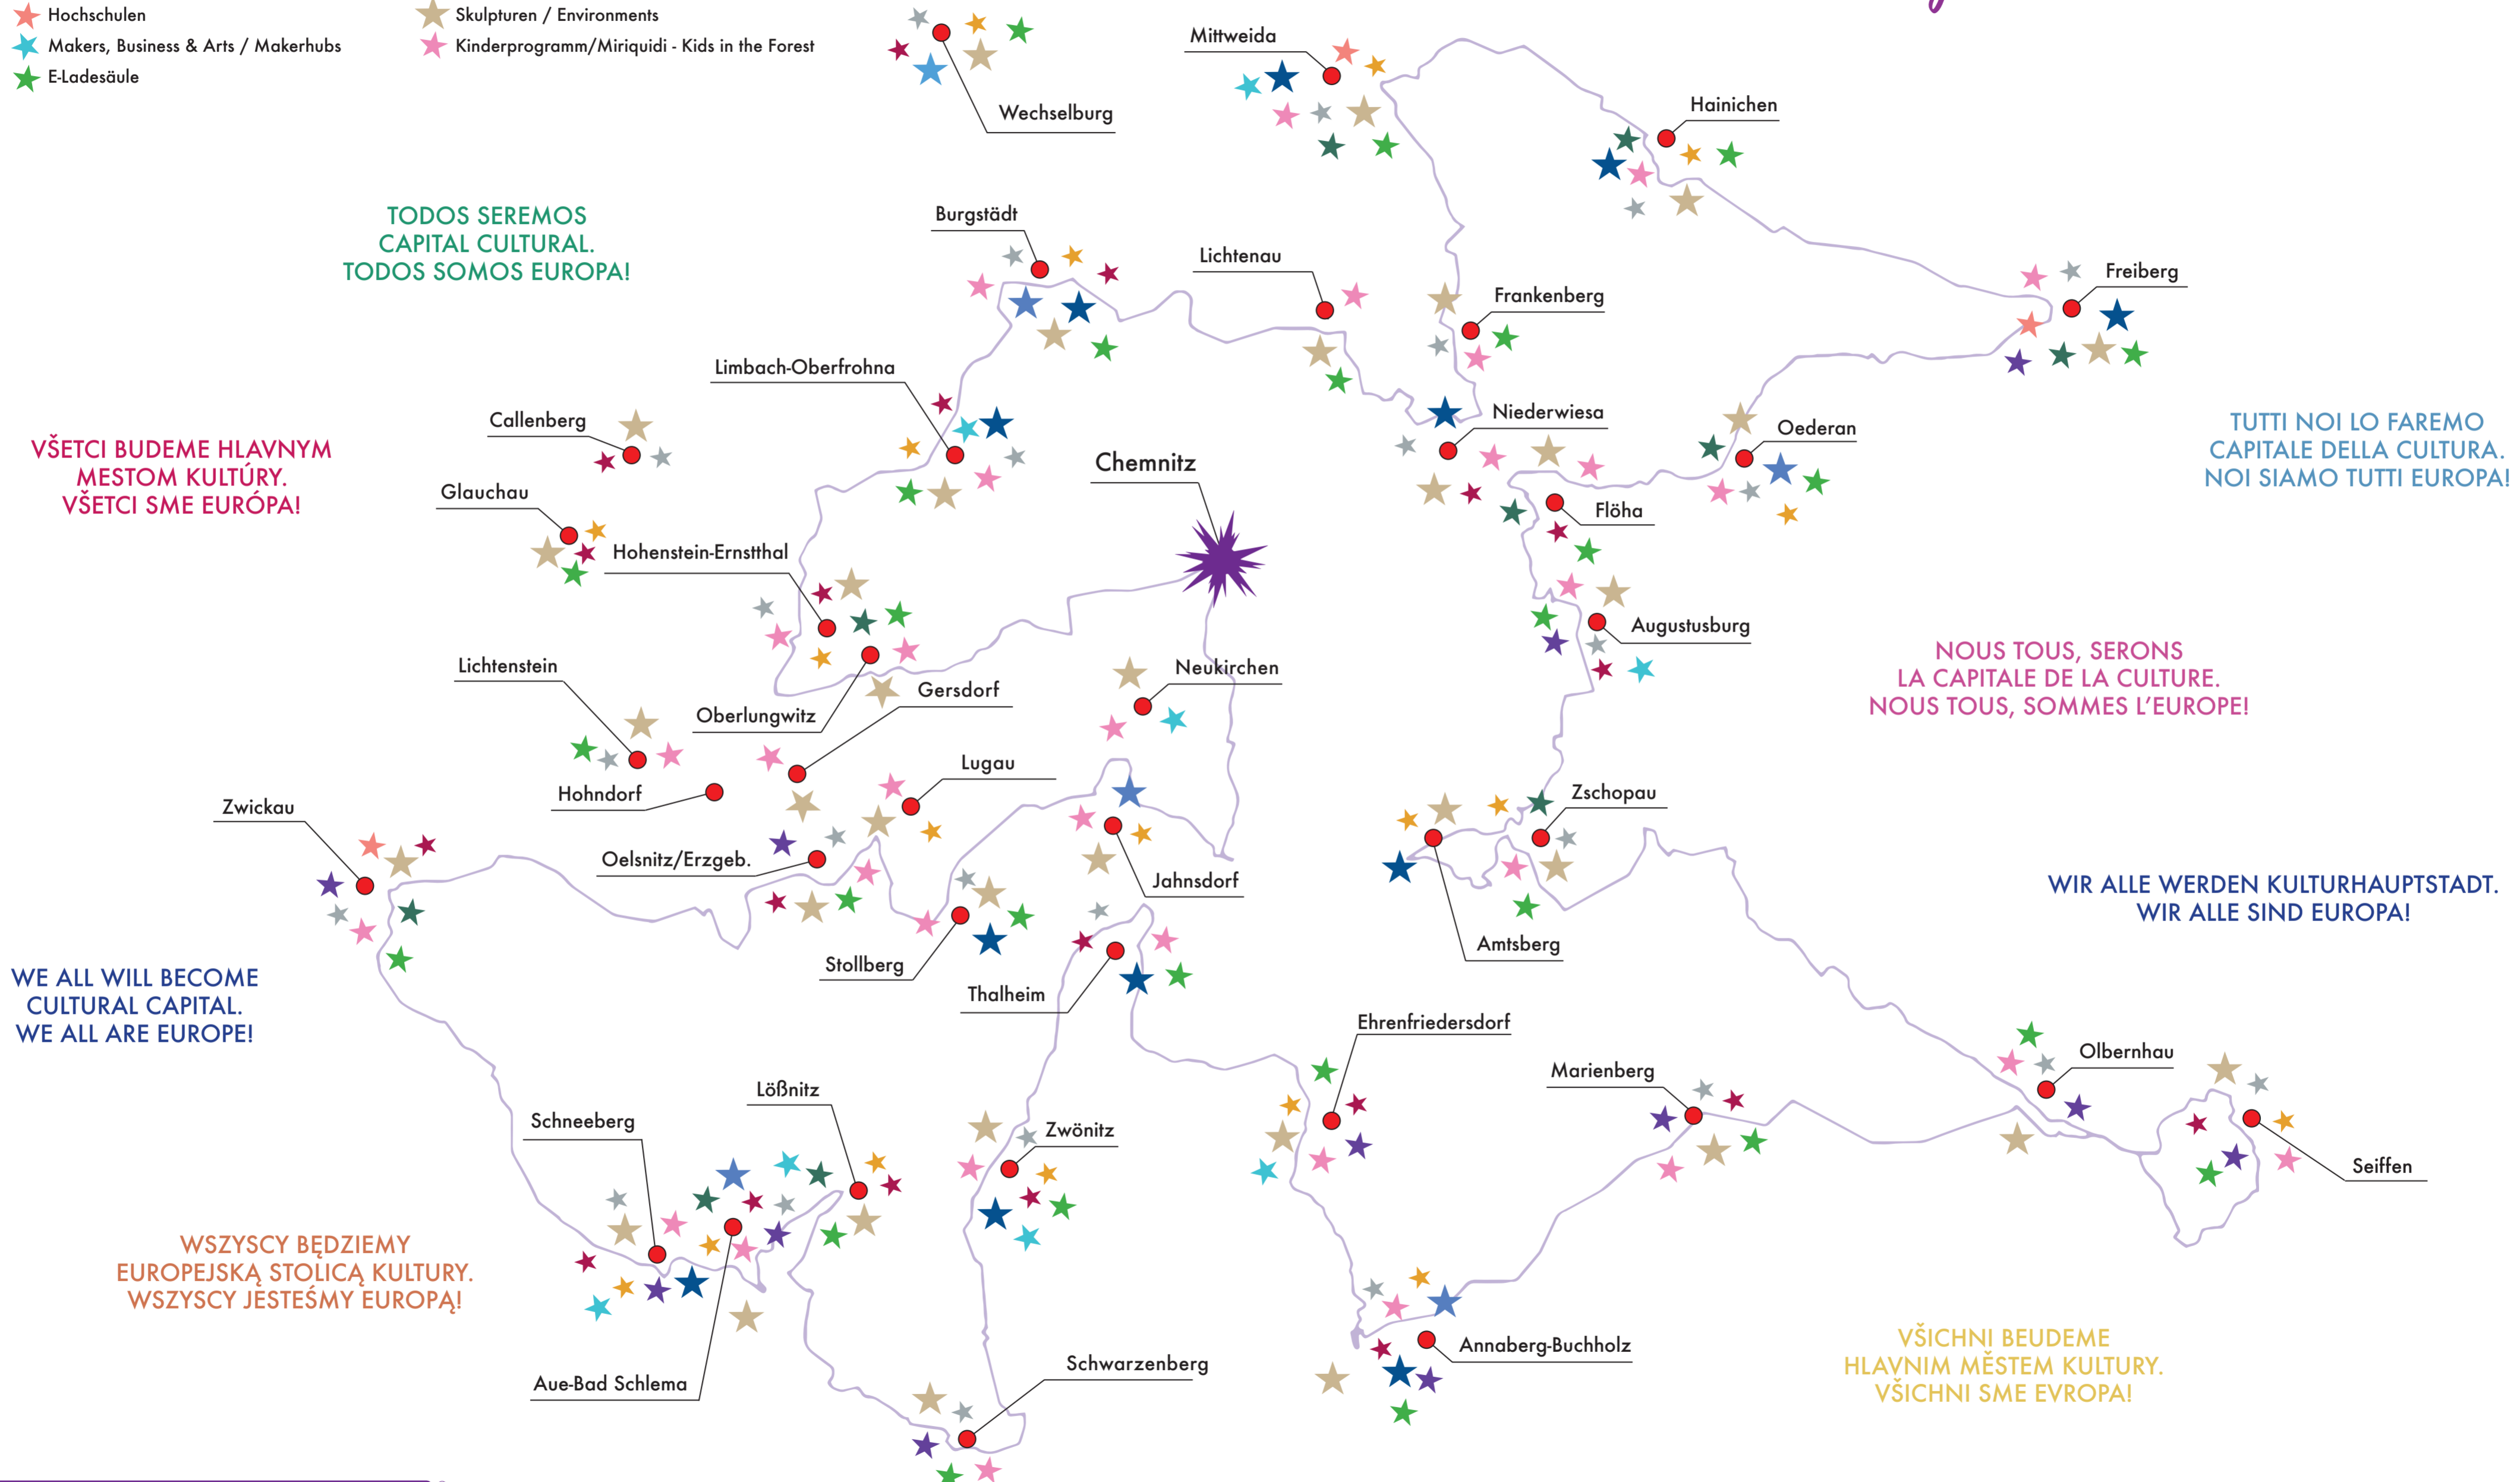 Hochschulen
Makers, Business & Arts / Makerhubs
E-Ladesäule
Skulpturen / Environments
Kinderprogramm/Miriquidi - Kids in the Forest
Wechselburg
Mittweida
Hainichen
TODOS SEREMOS
CAPITAL CULTURAL.
TODOS SOMOS EUROPA!
Burgstädt
Lichtenau
Frankenberg
Freiberg
Limbach-Oberfrohna
Callenberg
Niederwiesa
Oederan
VŠETCI BUDEME HLAVNYM
MESTOM KULTÚRY.
VŠETCI SME EURÓPA!
TUTTI NOI LO FAREMO
CAPITALE DELLA CULTURA.
NOI SIAMO TUTTI EUROPA!
Chemnitz
Glauchau
Flöha
Hohenstein-Ernstthal
Augustusburg
Lichtenstein
Neukirchen
Gersdorf
Oberlungwitz
NOUS TOUS, SERONS
LA CAPITALE DE LA CULTURE.
NOUS TOUS, SOMMES L'EUROPE!
Lugau
Hohndorf
Zwickau
Zschopau
Oelsnitz/Erzgeb.
Jahnsdorf
WIR ALLE WERDEN KULTURHAUPTSTADT.
WIR ALLE SIND EUROPA!
Amtsberg
Stollberg
Thalheim
WE ALL WILL BECOME
CULTURAL CAPITAL.
WE ALL ARE EUROPE!
Ehrenfriedersdorf
Olbernhau
Marienberg
Lößnitz
Schneeberg
Zwönitz
Seiffen
WSZYSCY BĘDZIEMY
EUROPEJSKĄ STOLICĄ KULTURY.
WSZYSCY JESTEŚMY EUROPĄ!
Annaberg-Buchholz
Schwarzenberg
Aue-Bad Schlema
VŠICHNI BEUDEME
HLAVNIM MĚSTEM KULTURY.
VŠICHNI SME EVROPA!